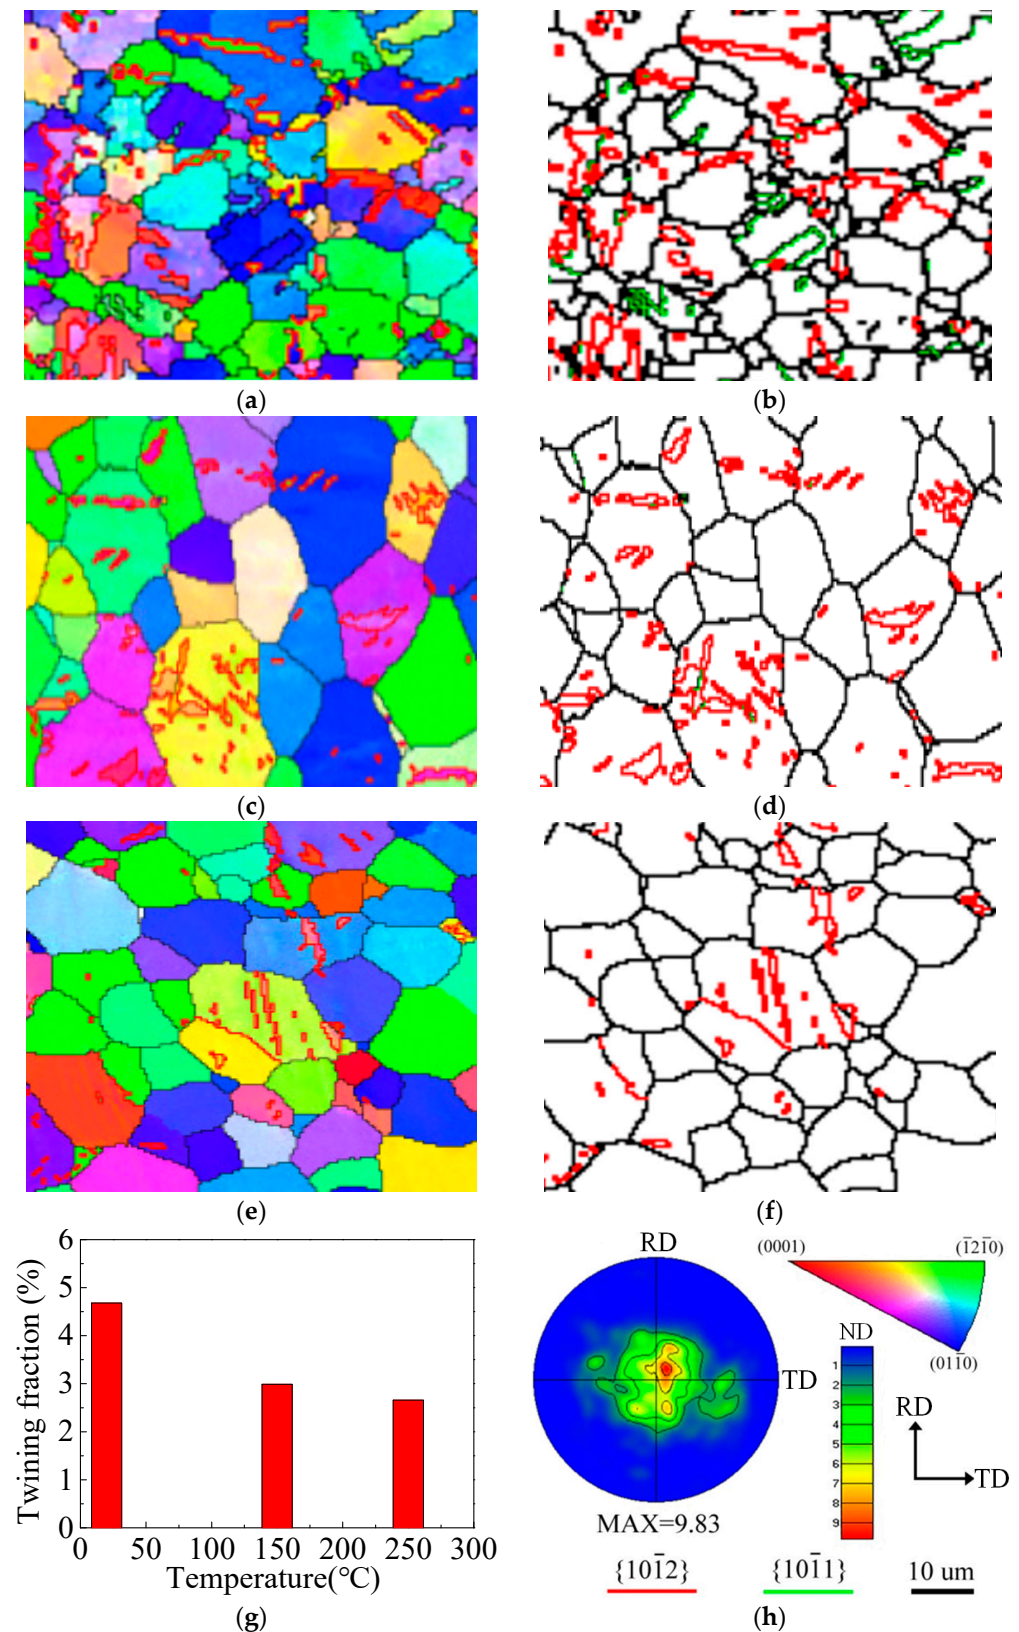 (a)
(b)
(c)
(d)
(e)
(f)
6
5
4
3
2
1
0
Twining fraction (%)
0 50 100 150 200 250 300
Temperature(℃)
(g)
RD
TD
MAX=9.83
(0001)
(1̅21̅0)
(011̅0)
ND
1
2
3
4
5
6
7
8
9
RD
TD
{101̅2}
{101̅1}
10 um
(h)